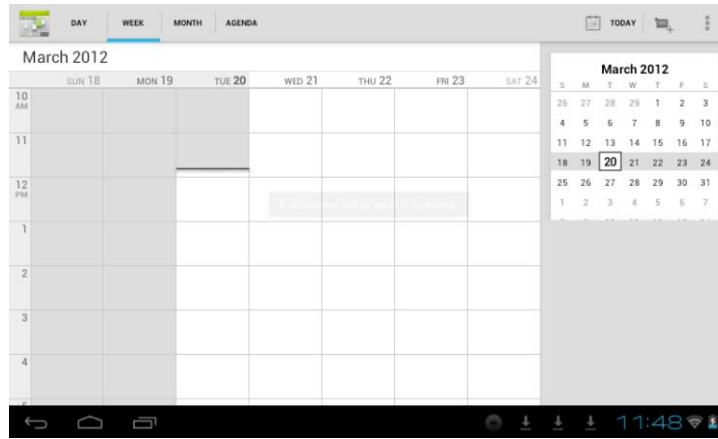 DAY WEEK MONTH AGENDA TODAY
March 2012
SUN 18 MON 19 TUE 20 WED 21 THU 22 FRI 23 SAT 24
10
AM
11
12
PM
1
2
3
4
March 2012
S M T W T F S
26 27 28 29 1 2 3
4 5 6 7 8 9 10
11 12 13 14 15 16 17
18 19 20 21 22 23 24
25 26 27 28 29 30 31
1 2 3 4 5 6 7
11:48